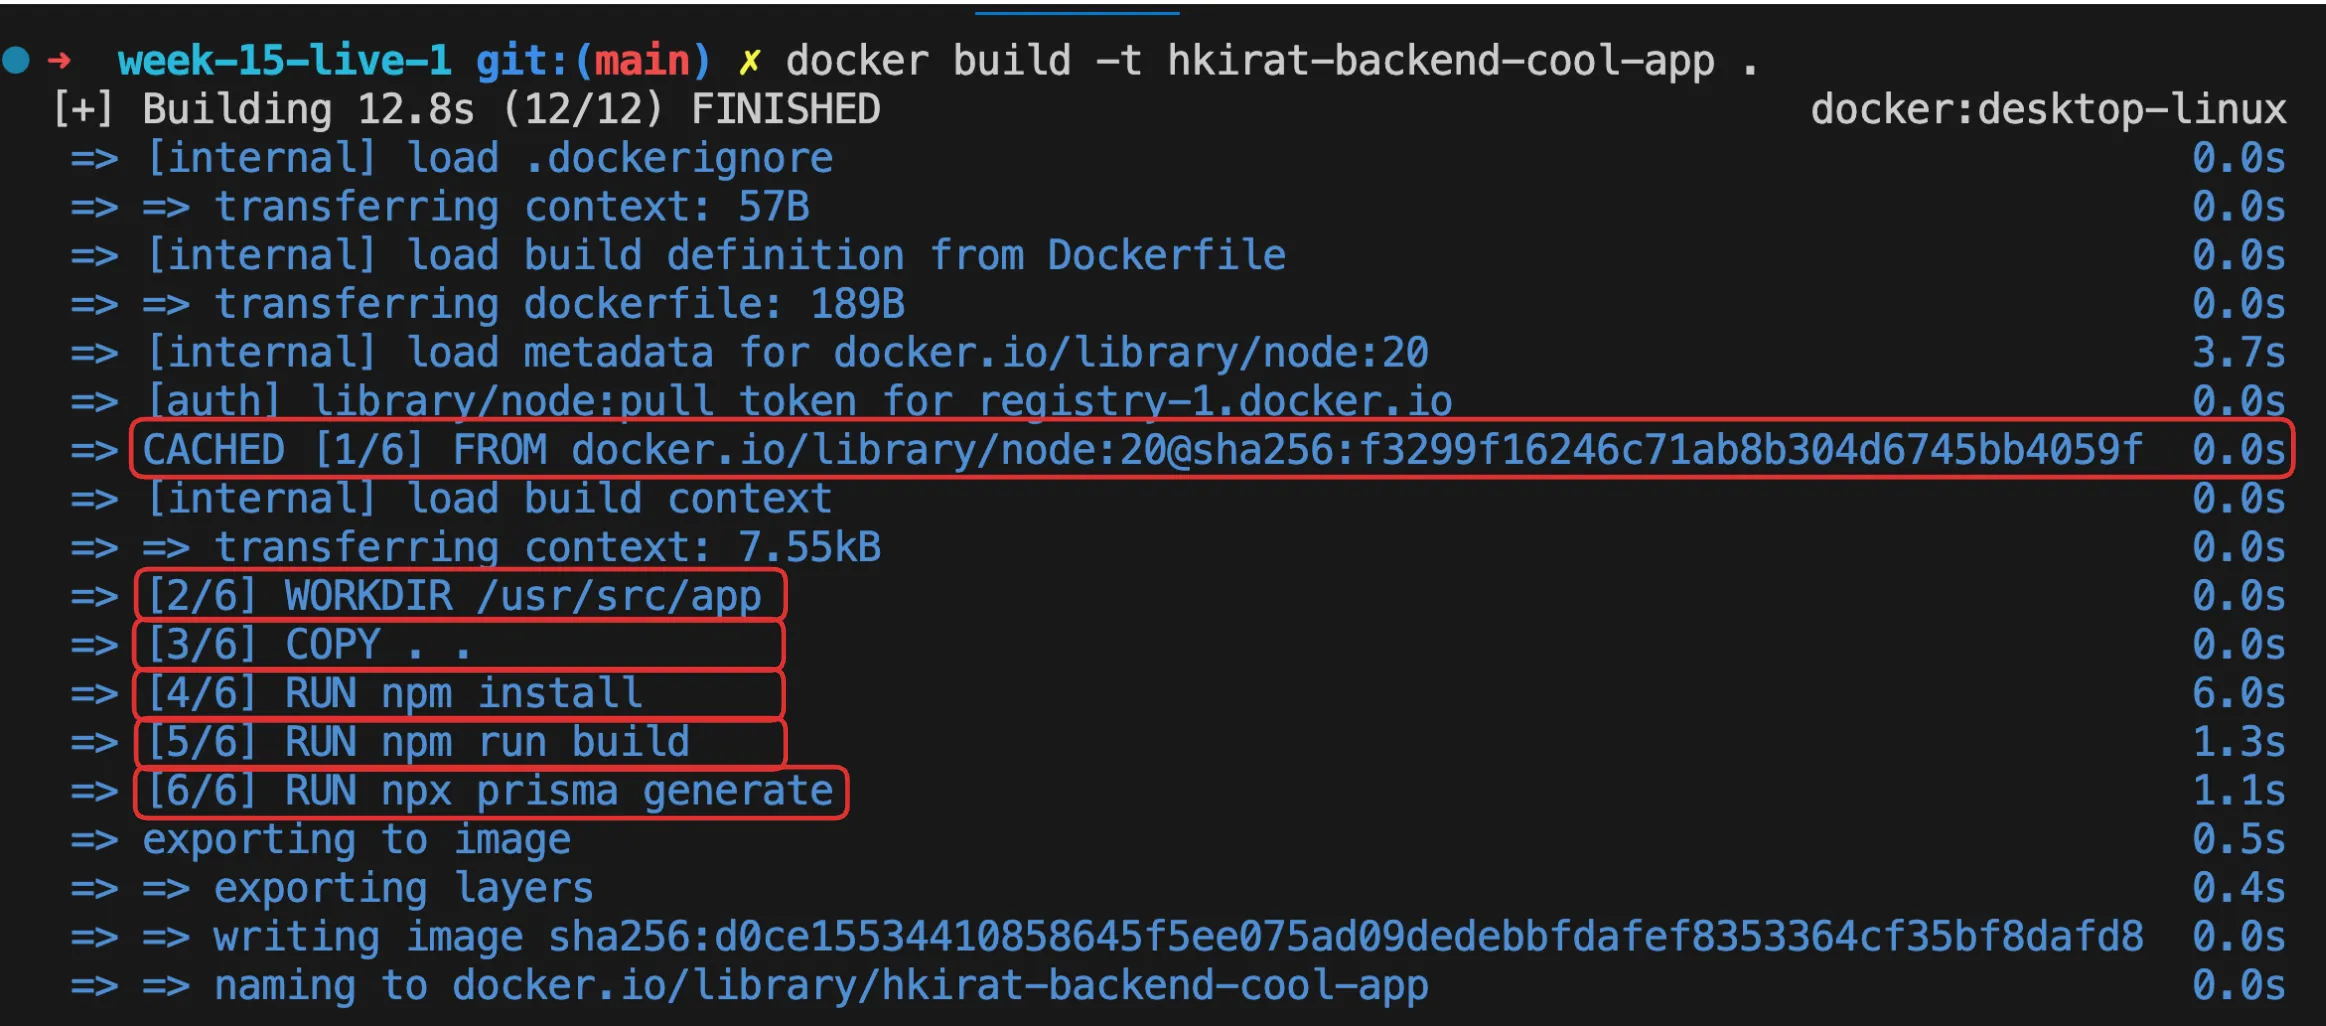 ➜ week-15-live-1 git:(main) ✗ docker build -t hkirat-backend-cool-app .
[+] Building 12.8s (12/12) FINISHED docker:desktop-linux
=> [internal] load .dockerignore 0.0s
=> => transferring context: 57B 0.0s
=> [internal] load build definition from Dockerfile 0.0s
=> => transferring dockerfile: 189B 0.0s
=> [internal] load metadata for docker.io/library/node:20 3.7s
=> [auth] library/node:pull token for registry-1.docker.io 0.0s
=> CACHED [1/6] FROM docker.io/library/node:20@sha256:f3299f16246c71ab8b304d6745bb4059f 0.0s
=> [internal] load build context 0.0s
=> => transferring context: 7.55kB 0.0s
=> [2/6] WORKDIR /usr/src/app 0.0s
=> [3/6] COPY . . 0.0s
=> [4/6] RUN npm install 6.0s
=> [5/6] RUN npm run build 1.3s
=> [6/6] RUN npx prisma generate 1.1s
=> exporting to image 0.5s
=> => exporting layers 0.4s
=> => writing image sha256:d0ce15534410858645f5ee075ad09dedebbfdafef8353364cf35bf8dafd8 0.0s
=> => naming to docker.io/library/hkirat-backend-cool-app 0.0s